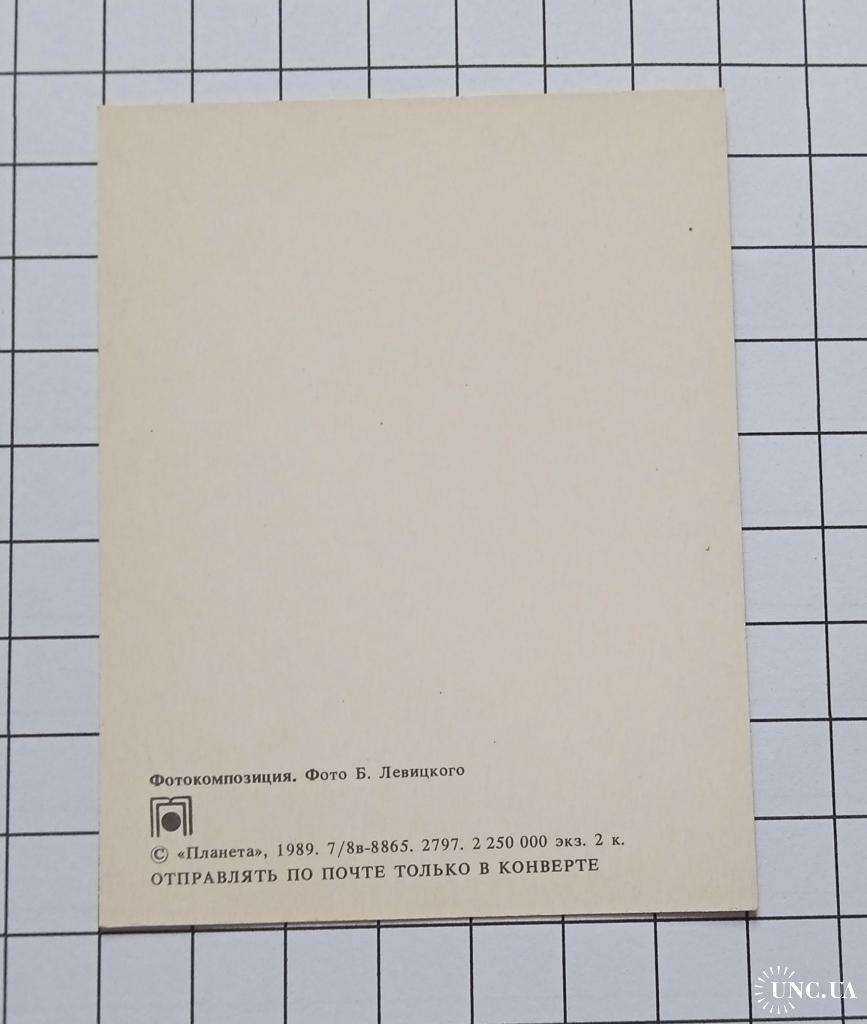 Фотокомпозиция. Фото Б. Левицкого
© «Планета», 1989. 7/8в-8865. 2797. 2 250 000 экз. 2 к.
ОТПРАВЛЯТЬ ПО ПОЧТЕ ТОЛЬКО В КОНВЕРТЕ
UNC.UA